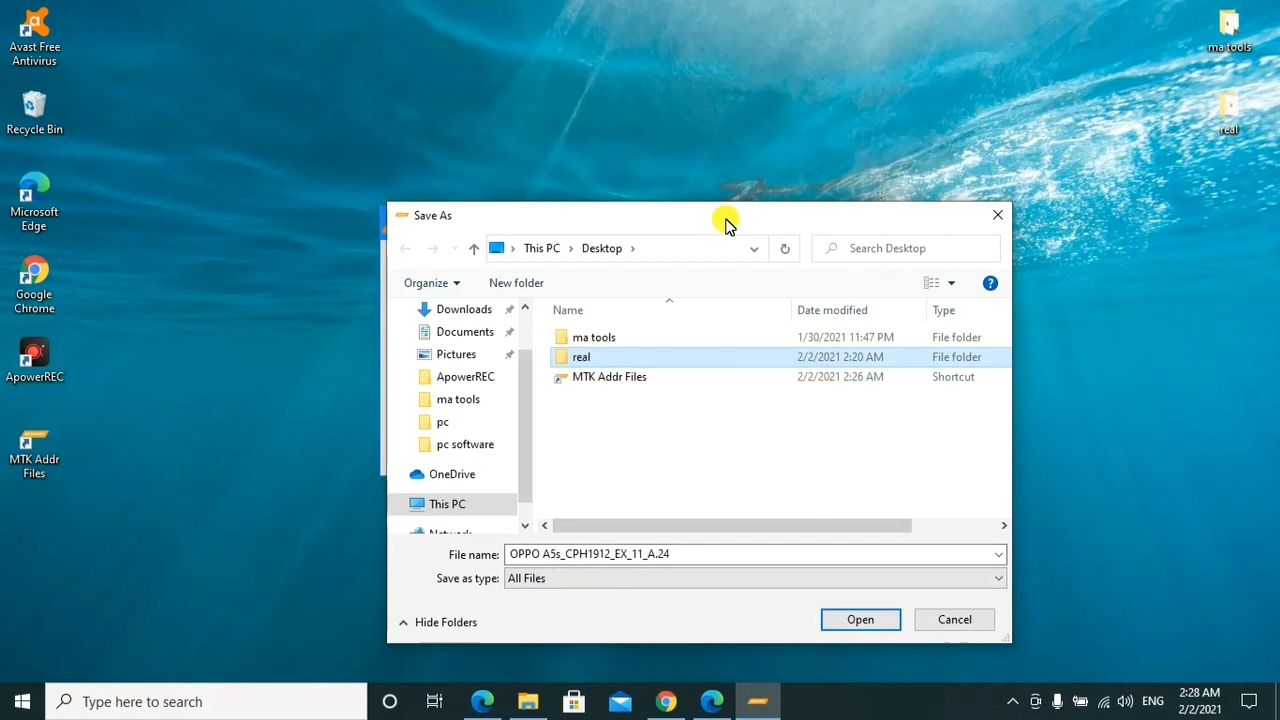 Avast Free
Antivirus
Recycle Bin
Microsoft
Edge
Google
Chrome
ApowerREC
MTK Addr
Files
ma tools
real
Save As
This PC
Desktop
Search Desktop
Organize
New folder
Downloads
Documents
Pictures
ApowerREC
ma tools
pc
pc software
OneDrive
This PC
Network
Name Date modified Type
ma tools 1/30/2021 11:47 PM File folder
real 2/2/2021 2:20 AM File folder
MTK Addr Files 2/2/2021 2:26 AM Shortcut
File name: OPPO A5s_CPH1912_EX_11_A.24
Save as type: All Files
Hide Folders
Open
Cancel
Type here to search
ENG
2:28 AM
2/2/2021